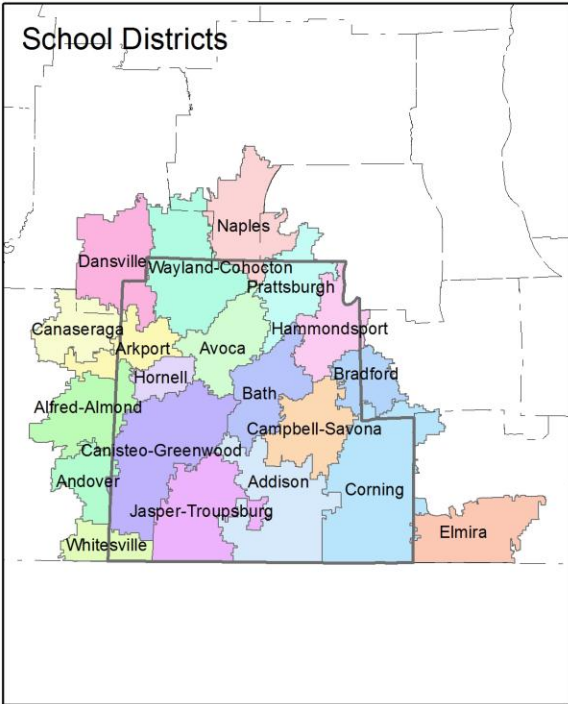 School Districts
Naples
Dansville
Wayland-Cohocton
Prattsburgh
Canaseraga
Hammondsport
Arkport
Avoca
Hornell
Bradford
Bath
Alfred-Almond
Campbell-Savona
Canisteo-Greenwood
Andover
Addison
Corning
Jasper-Troupsburg
Elmira
Whitesville